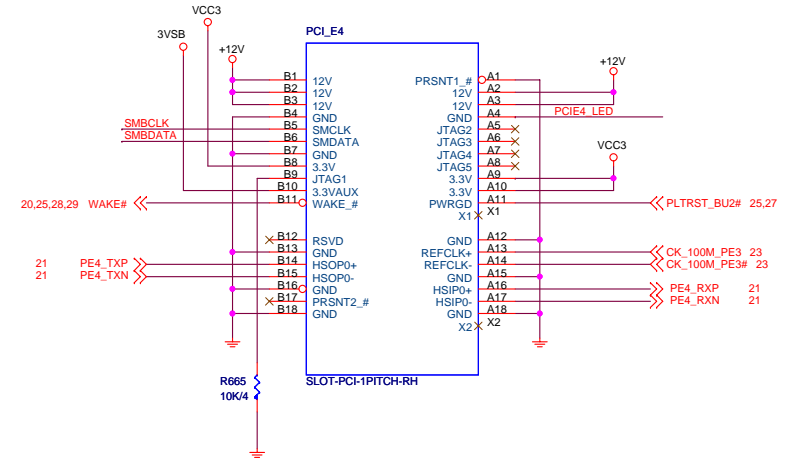 VCC3
3VSB
+12V
PCI_E4
+12V
B1 12V PRSNT1_# A1
B2 12V 12V A2
B3 12V 12V A3
B4 GND GND A4 PCIE4_LED
SMBCLK B5 SMCLK JTAG2 A5
SMBDATA B6 SMDATA JTAG3 A6
B7 GND JTAG4 A7 VCC3
B8 3.3V JTAG5 A8
B9 JTAG1 3.3V A9
B10 3.3VAUX 3.3V A10
20,25,28,29 WAKE# B11 WAKE_# PWRGD A11 PLTRST_BU2# 25,27
X1 X1
B12 RSVD GND A12
B13 GND REFCLK+ A13 CK_100M_PE3 23
21 PE4_TXP B14 HSOP0+ REFCLK- A14 CK_100M_PE3# 23
21 PE4_TXN B15 HSOP0- GND A15
B16 GND HSIP0+ A16 PE4_RXP 21
B17 PRSNT2_# HSIP0- A17 PE4_RXN 21
B18 GND GND A18
X2 X2
R665
10K/4
SLOT-PCI-1PITCH-RH